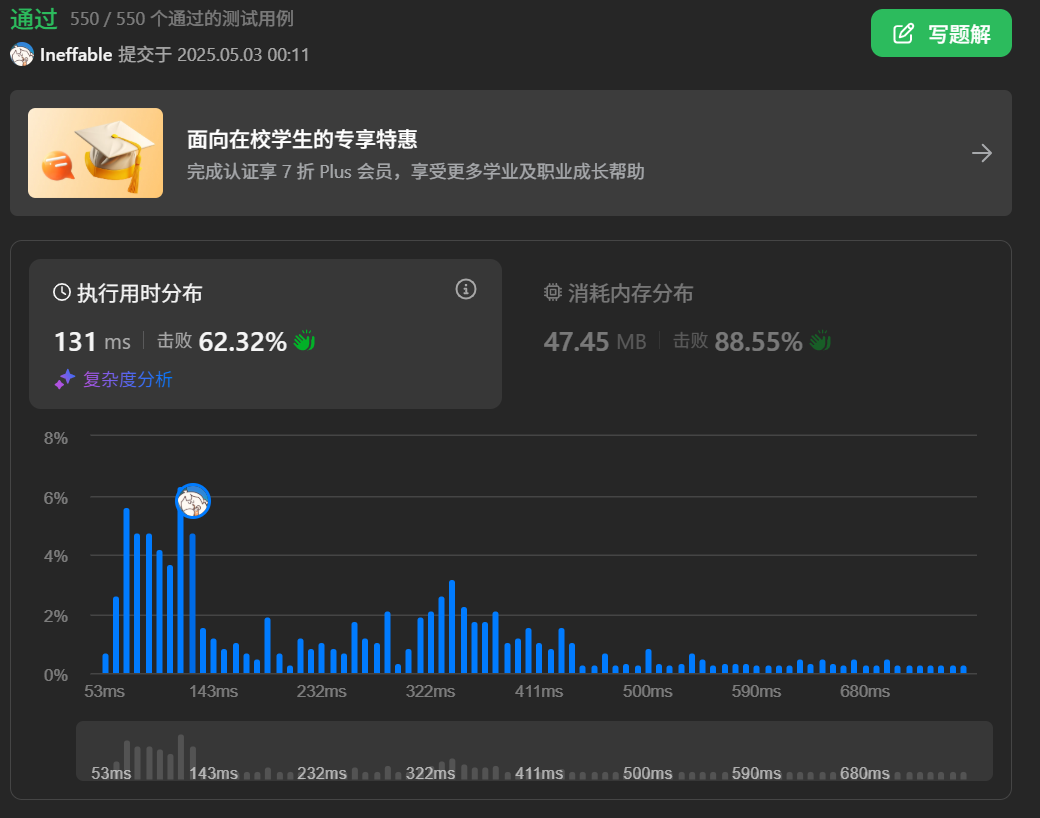 通过 550 / 550 个通过的测试用例
写题解
Ineffable 提交于 2025.05.03 00:11
面向在校学生的专享特惠
完成认证享 7 折 Plus 会员，享受更多学业及职业成长帮助
执行用时分布
131 ms 击败 62.32%
复杂度分析
消耗内存分布
47.45 MB 击败 88.55%
8%
6%
4%
2%
0%
53ms 143ms 232ms 322ms 411ms 500ms 590ms 680ms
53ms 143ms 232ms 322ms 411ms 500ms 590ms 680ms